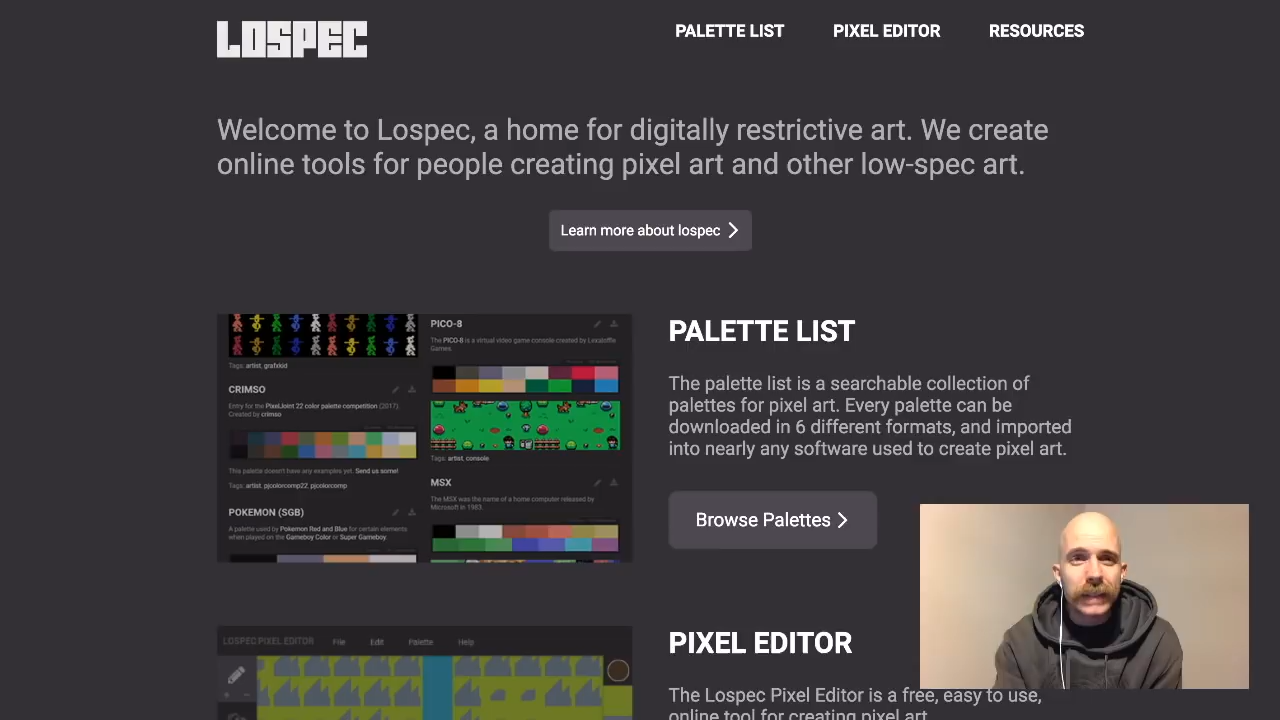 LOSPEC
PALETTE LIST
PIXEL EDITOR
RESOURCES
Welcome to Lospec, a home for digitally restrictive art. We create
online tools for people creating pixel art and other low-spec art.
Learn more about lospec
Tags: artist, grafxkid
CRIMSO
Entry for the PixelJoint 22 color palette competition (2017).
Created by crimso
This palette doesn't have any examples yet. Send us some!
Tags: artist, pjcolorcomp22, pjcolorcomp
POKEMON (SGB)
A palette used by Pokemon Red and Blue for certain elements
when played on the Gameboy Color or Super Gameboy.
PICO-8
The PICO-8 is a virtual video game console created by Lexaloffle
Games.
Tags: artist, console
MSX
The MSX was the name of a home computer released by
Microsoft in 1983.
PALETTE LIST
The palette list is a searchable collection of
palettes for pixel art. Every palette can be
downloaded in 6 different formats, and imported
into nearly any software used to create pixel art.
Browse Palettes
LOSPEC PIXEL EDITOR
File
Edit
Palette
Help
PIXEL EDITOR
The Lospec Pixel Editor is a free, easy to use,
online tool for creating pixel art